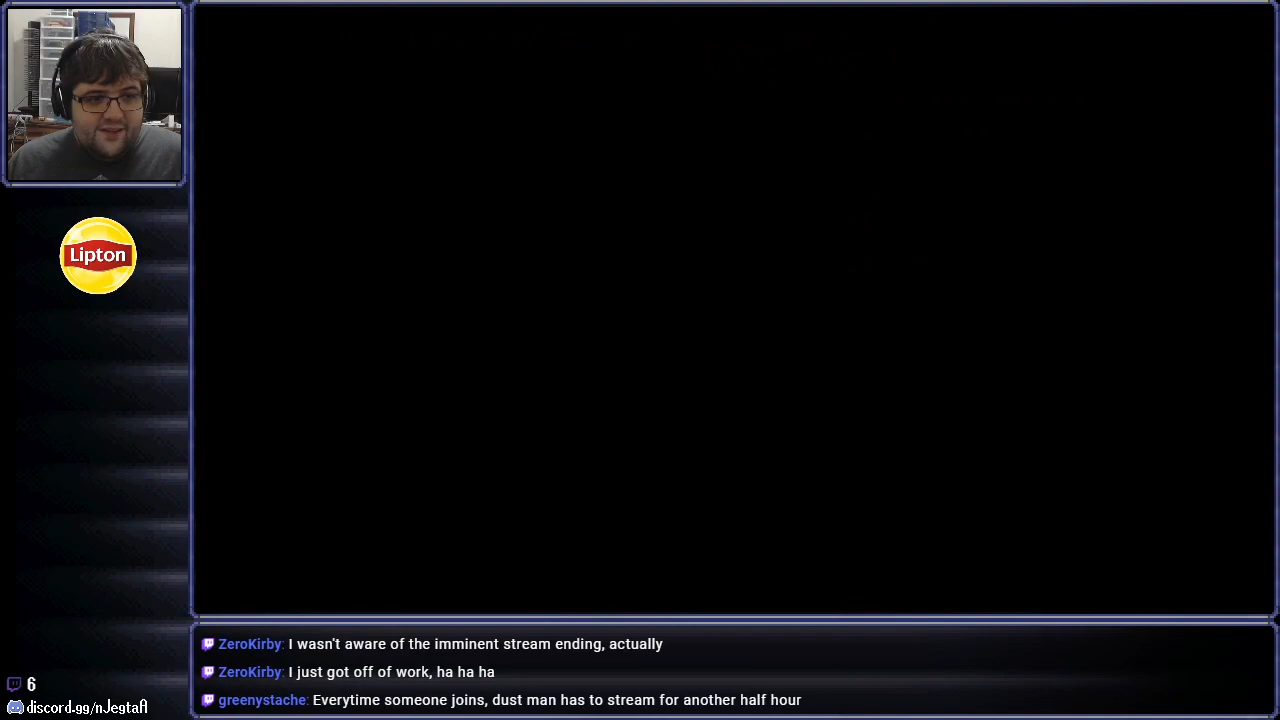 Lipton
ZeroKirby: I wasn't aware of the imminent stream ending, actually
ZeroKirby: I just got off of work, ha ha ha
greenystache: Everytime someone joins, dust man has to stream for another half hour
6
discord.gg/nJegtafl